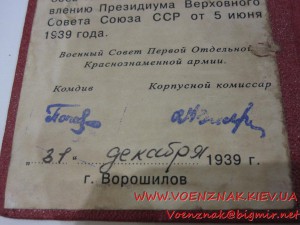 влению Президиума Верховного
Совета Союза ССР от 5 июня
1939 года.
Военный Совет Первой Отдельной
Краснознаменной армии.
Комдив Корпусной комиссар
"31" декабря 1939 г.
г. Ворошилов
WWW.VOENZNAK.KIEV.UA
Voenznak@bigmir.net